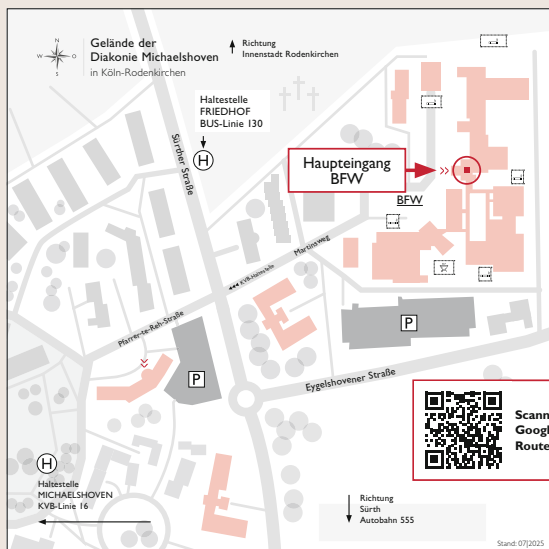 Gelände der
Diakonie Michaelshoven
in Köln-Rodenkirchen
N
W
O
S
Richtung
Innenstadt Rodenkirchen
Haltestelle
FRIEDHOF
BUS-Linie 130
H
Sürther Straße
Haupteingang
BFW
BFW
Martinsweg
KVB-Haltestelle
Pfarrer-te-Reh-Straße
P
P
Eygelshovener Straße
Scann
Googl
Route
H
Haltestelle
MICHAELSHOVEN
KVB-Linie 16
Richtung
Sürth
Autobahn 555
Stand: 07|2025